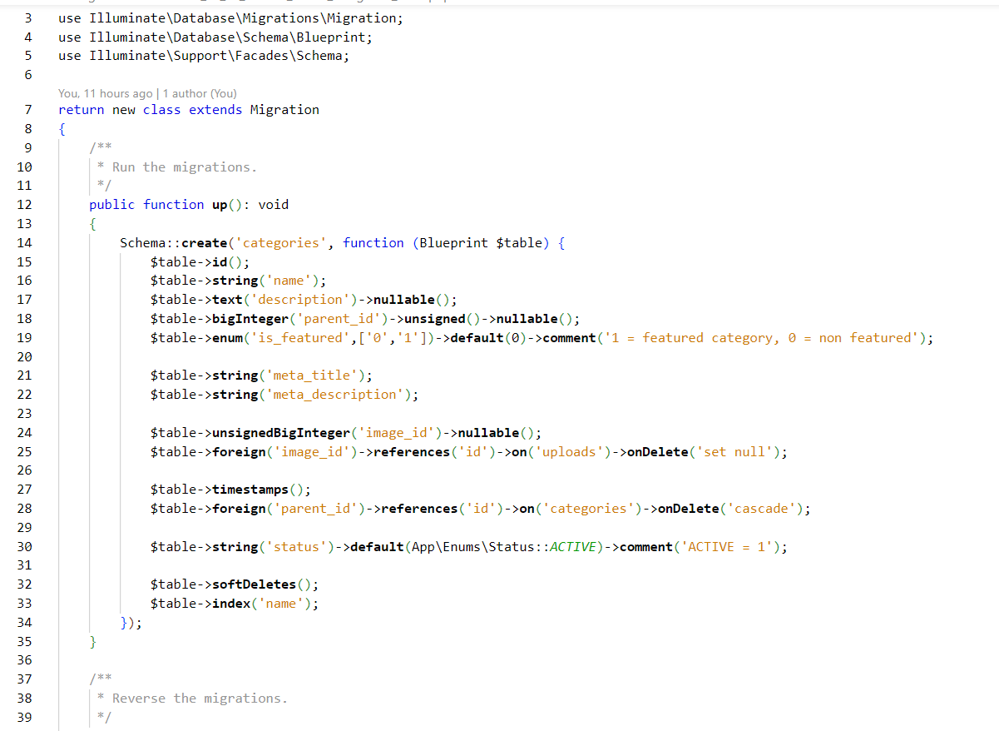 3 use Illuminate\Database\Migrations\Migration;
4 use Illuminate\Database\Schema\Blueprint;
5 use Illuminate\Support\Facades\Schema;
6
You, 11 hours ago | 1 author (You)
7 return new class extends Migration
8 {
9 /**
10 * Run the migrations.
11 */
12 public function up(): void
13 {
14 Schema::create('categories', function (Blueprint $table) {
15 $table->id();
16 $table->string('name');
17 $table->text('description')->nullable();
18 $table->bigInteger('parent_id')->unsigned()->nullable();
19 $table->enum('is_featured',['0','1'])->default(0)->comment('1 = featured category, 0 = non featured');
20
21 $table->string('meta_title');
22 $table->string('meta_description');
23
24 $table->unsignedBigInteger('image_id')->nullable();
25 $table->foreign('image_id')->references('id')->on('uploads')->onDelete('set null');
26
27 $table->timestamps();
28 $table->foreign('parent_id')->references('id')->on('categories')->onDelete('cascade');
29
30 $table->string('status')->default(App\Enums\Status::ACTIVE)->comment('ACTIVE = 1');
31
32 $table->softDeletes();
33 $table->index('name');
34 });
35 }
36
37 /**
38 * Reverse the migrations.
39 */